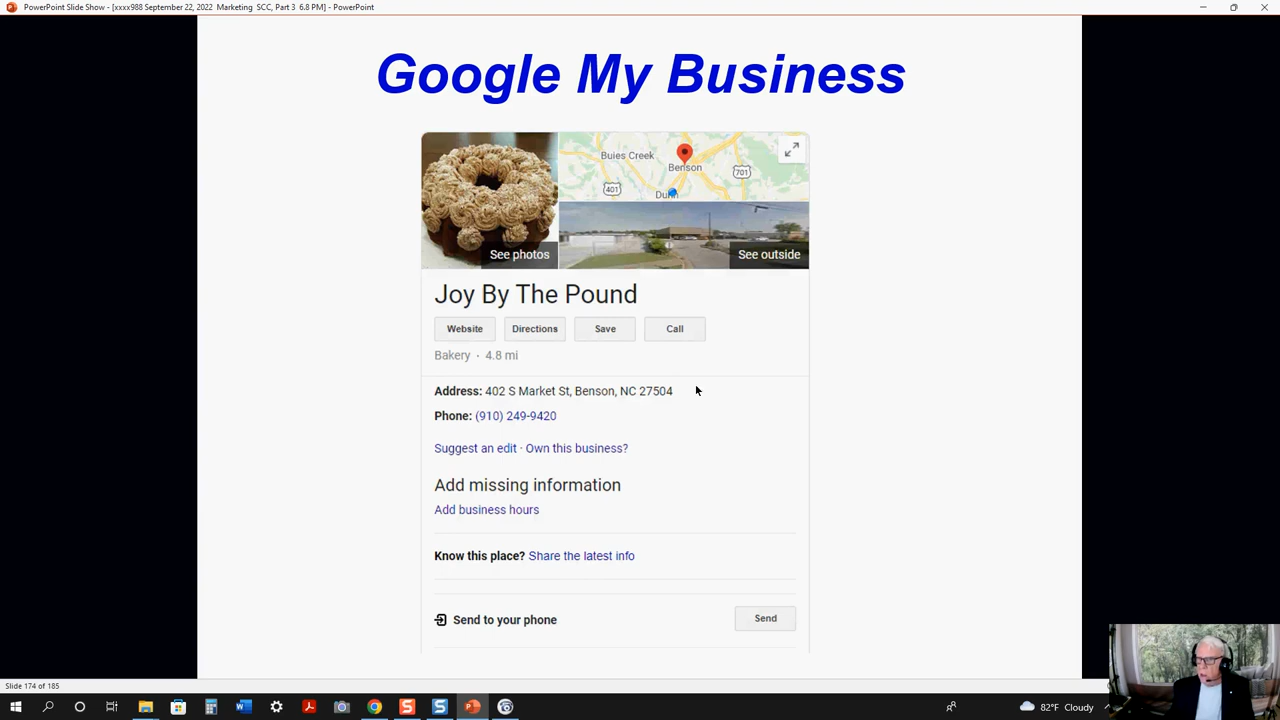 PowerPoint Slide Show - [xxxx988 September 22, 2022 Marketing SCC, Part 3 6.8 PM] - PowerPoint
Google My Business
Buies Creek
Benson
701
401
Dunn
See photos
See outside
Joy By The Pound
Website Directions Save Call
Bakery · 4.8 mi
Address: 402 S Market St, Benson, NC 27504
Phone: (910) 249-9420
Suggest an edit · Own this business?
Add missing information
Add business hours
Know this place? Share the latest info
Send to your phone Send
Slide 174 of 185
82°F Cloudy